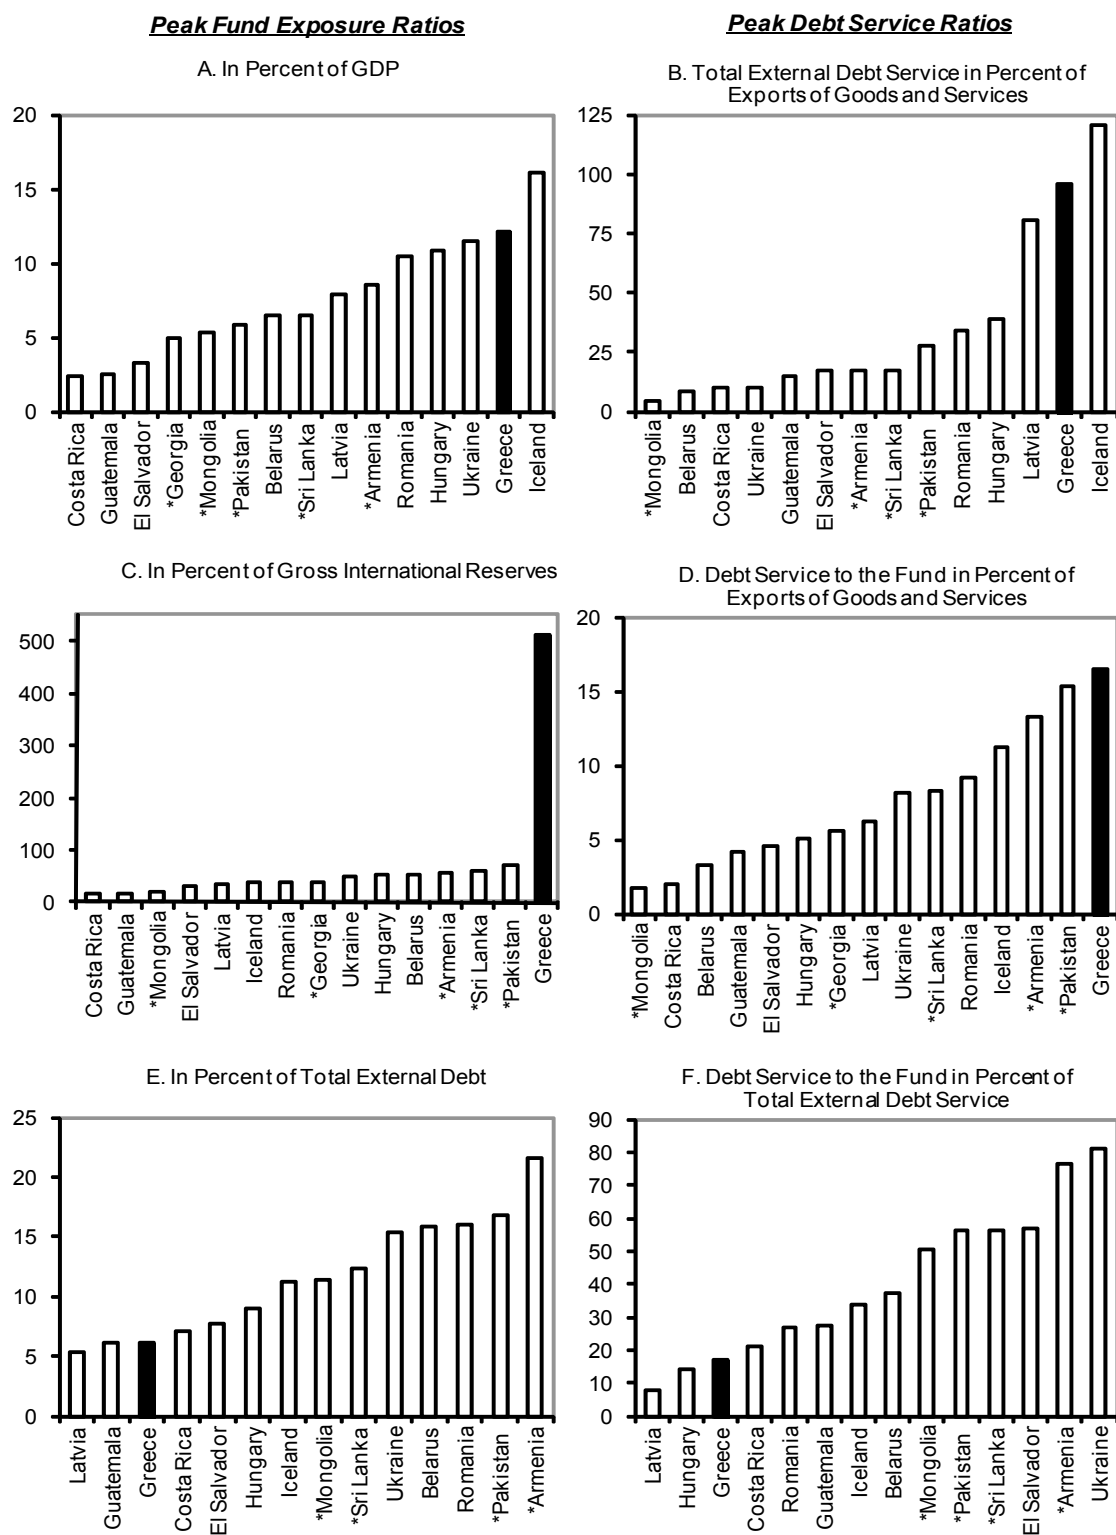 Peak Fund Exposure Ratios
Peak Debt Service Ratios
A. In Percent of GDP
20
15
10
5
0
Costa Rica
Guatemala
El Salvador
*Georgia
*Mongolia
*Pakistan
Belarus
*Sri Lanka
Latvia
*Armenia
Romania
Hungary
Ukraine
Greece
Iceland
B. Total External Debt Service in Percent of
Exports of Goods and Services
125
100
75
50
25
0
*Mongolia
Belarus
Costa Rica
Ukraine
Guatemala
El Salvador
*Armenia
*Sri Lanka
*Pakistan
Romania
Hungary
Latvia
Greece
Iceland
C. In Percent of Gross International Reserves
500
400
300
200
100
0
Costa Rica
Guatemala
*Mongolia
El Salvador
Latvia
Iceland
Romania
*Georgia
Ukraine
Hungary
Belarus
*Armenia
*Sri Lanka
*Pakistan
Greece
D. Debt Service to the Fund in Percent of
Exports of Goods and Services
20
15
10
5
0
*Mongolia
Costa Rica
Belarus
Guatemala
El Salvador
Hungary
*Georgia
Latvia
Ukraine
*Sri Lanka
Romania
Iceland
*Armenia
*Pakistan
Greece
E. In Percent of Total External Debt
25
20
15
10
5
0
Latvia
Guatemala
Greece
Costa Rica
El Salvador
Hungary
Iceland
*Mongolia
*Sri Lanka
Ukraine
Belarus
Romania
*Pakistan
*Armenia
F. Debt Service to the Fund in Percent of
Total External Debt Service
90
80
70
60
50
40
30
20
10
0
Latvia
Hungary
Greece
Costa Rica
Romania
Guatemala
Iceland
Belarus
*Mongolia
*Pakistan
*Sri Lanka
El Salvador
*Armenia
Ukraine